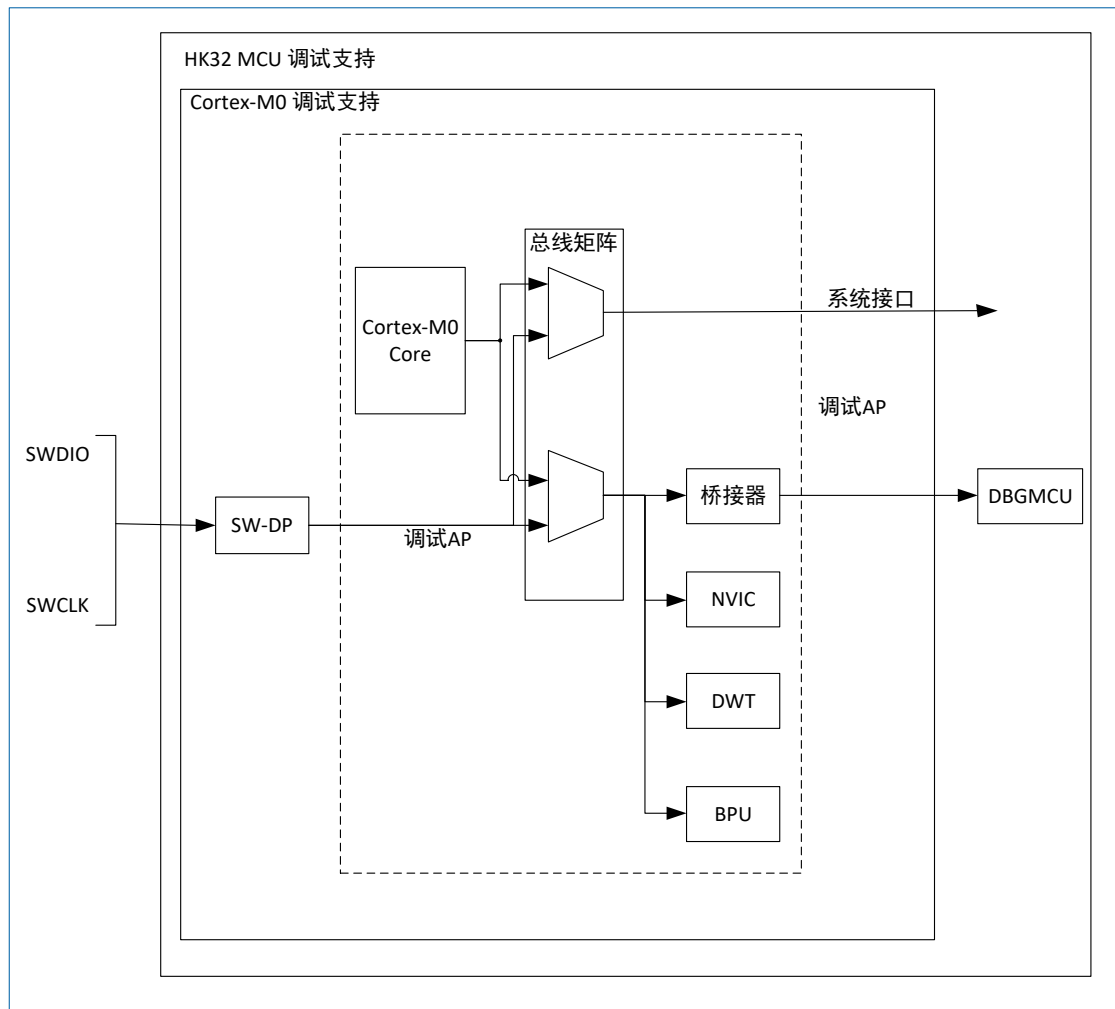 HK32 MCU 调试支持
Cortex-M0 调试支持
总线矩阵
Cortex-M0
Core
系统接口
调试AP
SWDIO
SW-DP
调试AP
桥接器
DBGMCU
SWCLK
NVIC
DWT
BPU